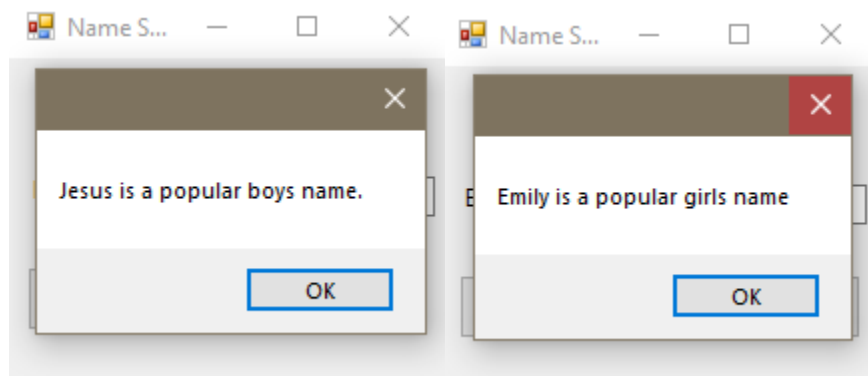 Name S...
Jesus is a popular boys name.
OK
Name S...
Emily is a popular girls name
OK